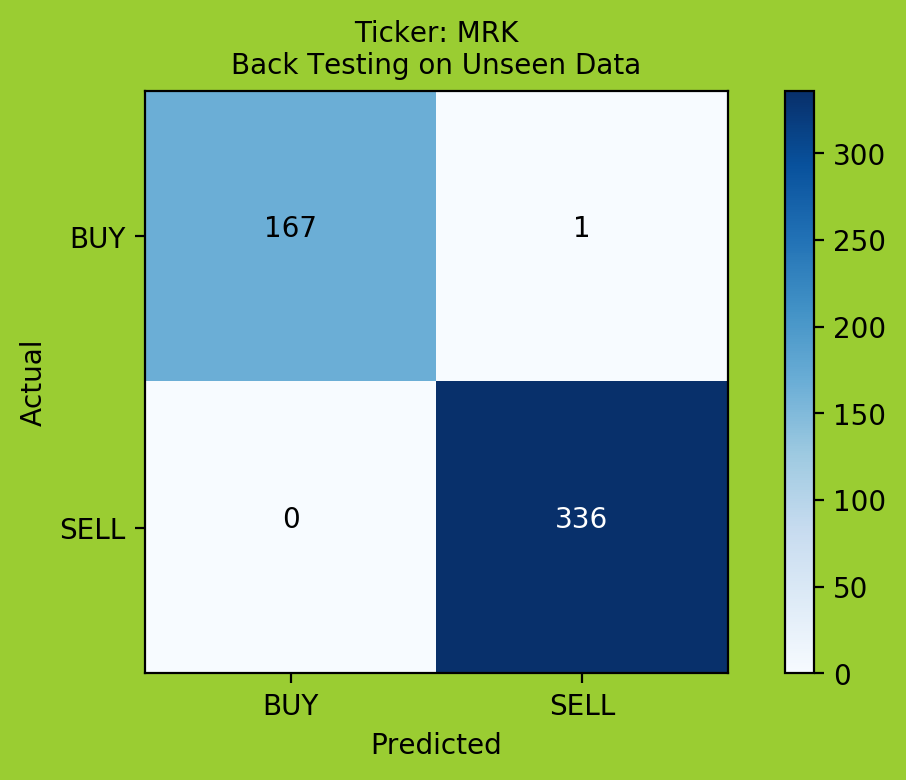 Ticker: MRK
Back Testing on Unseen Data
BUY 167 1
SELL 0 336
Actual
BUY SELL
Predicted
300
250
200
150
100
50
0